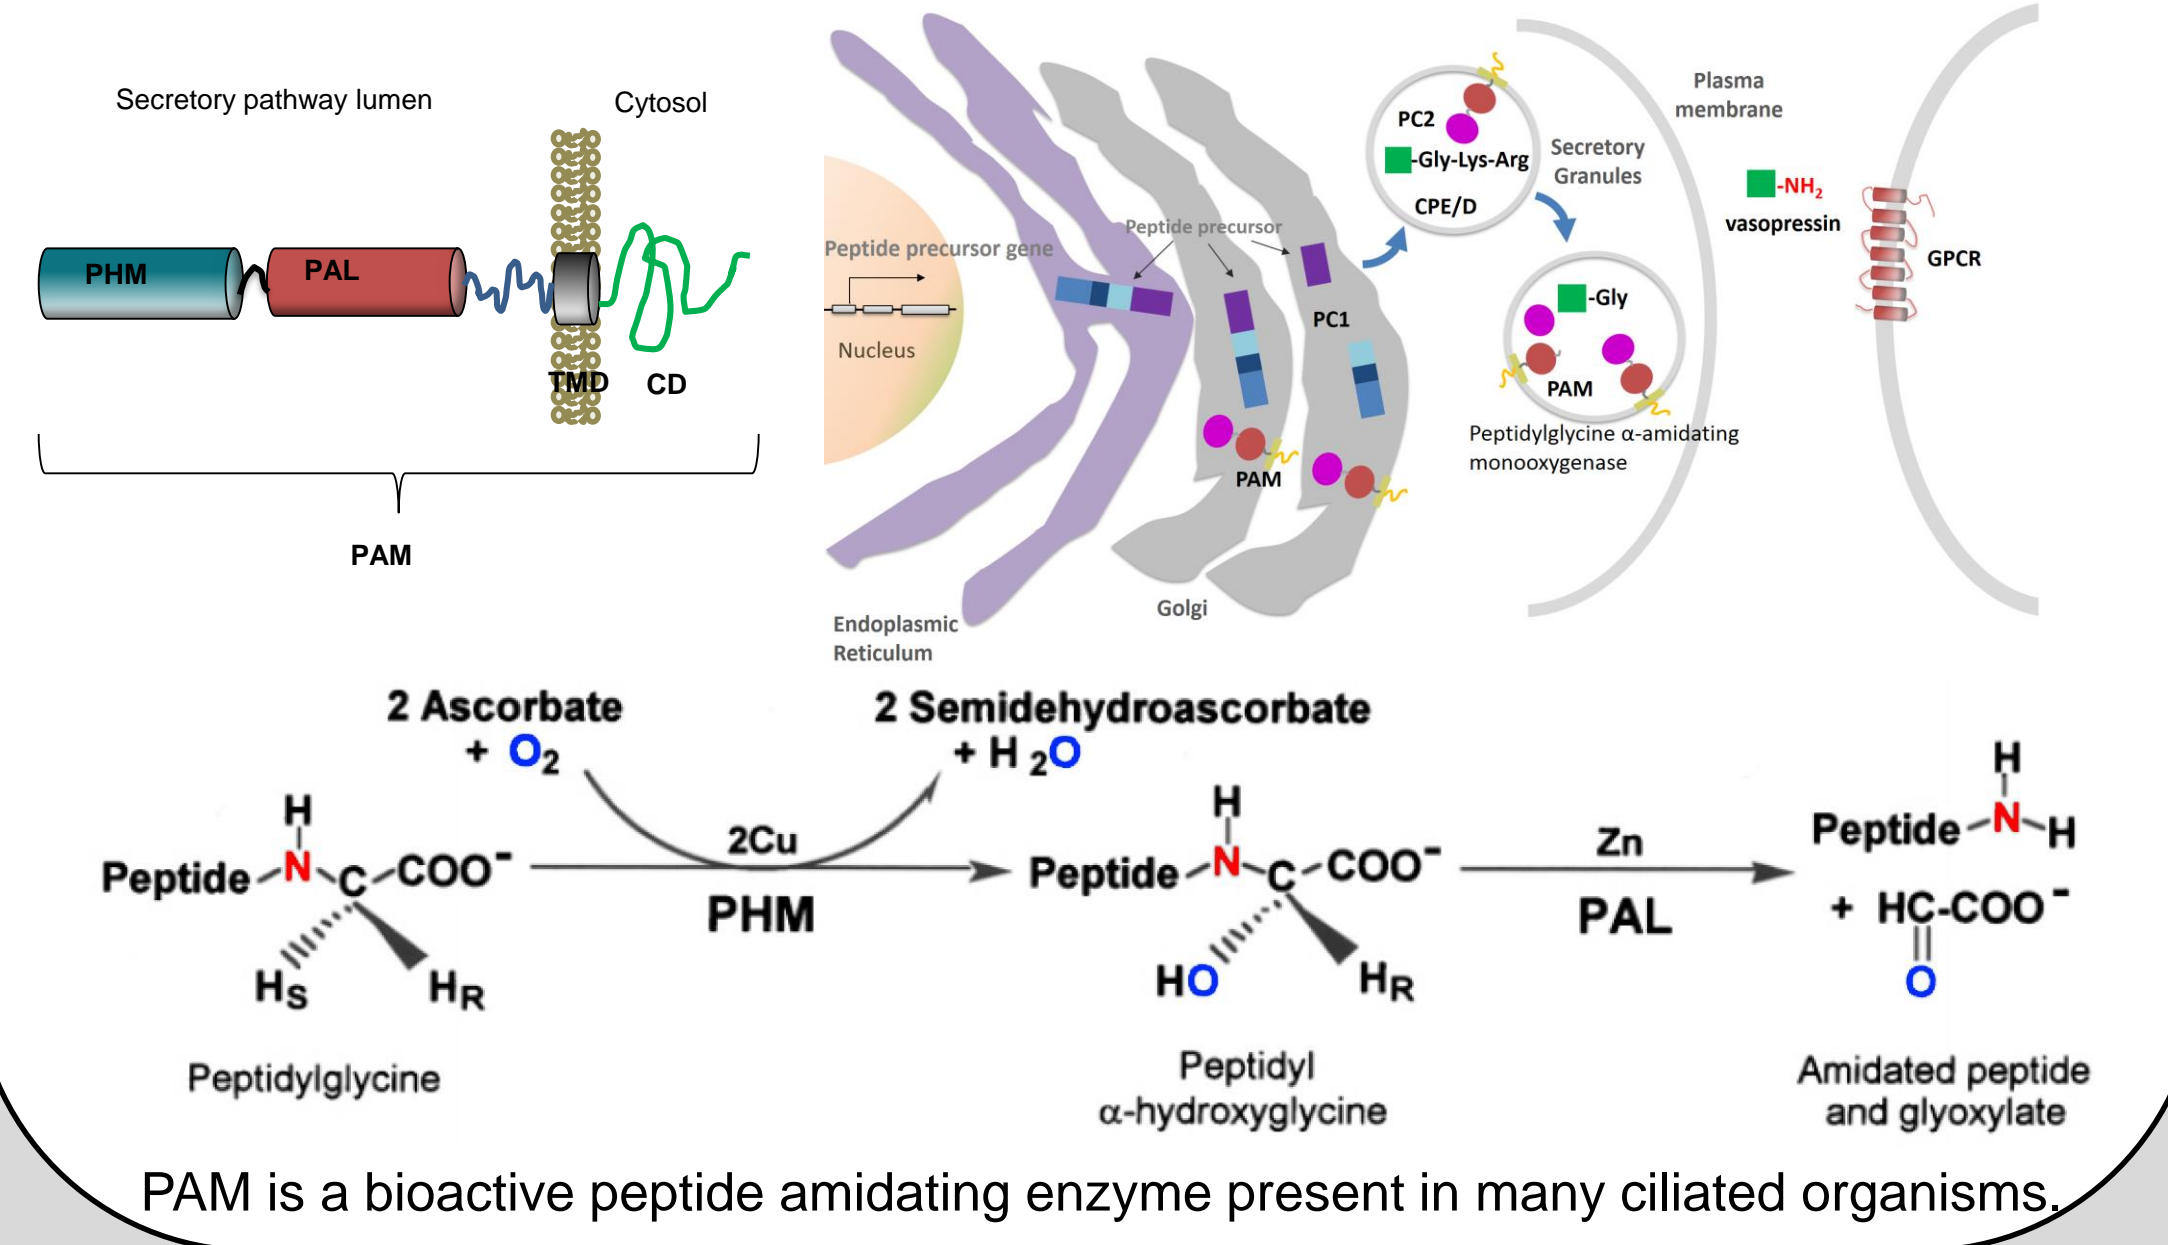 Secretory pathway lumen
Cytosol
PHM
PAL
TMD
CD
PAM
Peptide precursor gene
Nucleus
Endoplasmic
Reticulum
Peptide precursor
PAM
Golgi
PC1
PC2
-Gly-Lys-Arg
CPE/D
Secretory
Granules
-Gly
PAM
Peptidylglycine α-amidating
monooxygenase
Plasma
membrane
-NH2
vasopressin
GPCR
2 Ascorbate
+ O2
2 Semidehydroascorbate
+ H2O
H
Peptide N C COO-
HS HR
2Cu
PHM
H
Peptide N C COO-
HO HR
Zn
PAL
H
Peptide N H
+ HC-COO-
O
Peptidylglycine
Peptidyl
α-hydroxyglycine
Amidated peptide
and glyoxylate
PAM is a bioactive peptide amidating enzyme present in many ciliated organisms.